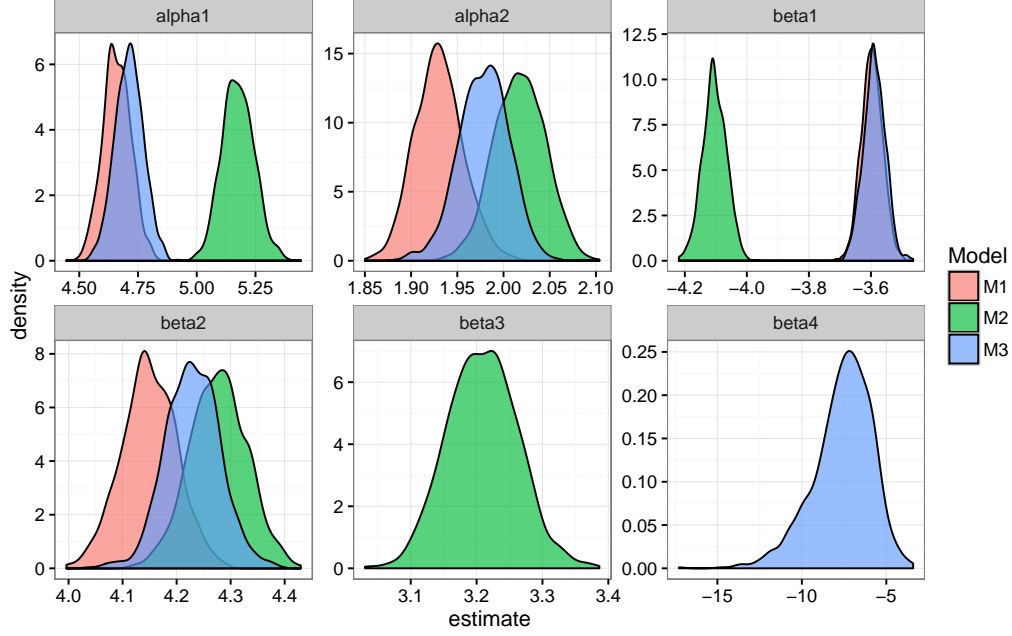 alpha1
alpha2
beta1
0
2
4
6
4.50 4.75 5.00 5.25
0
5
10
15
1.85 1.90 1.95 2.00 2.05 2.10
0.0
2.5
5.0
7.5
10.0
12.5
−4.2 −4.0 −3.8 −3.6
beta2
beta3
beta4
0
2
4
6
8
4.0 4.1 4.2 4.3 4.4
0
2
4
6
3.1 3.2 3.3 3.4
0.00
0.05
0.10
0.15
0.20
0.25
−15 −10 −5
density
estimate
Model
M1
M2
M3